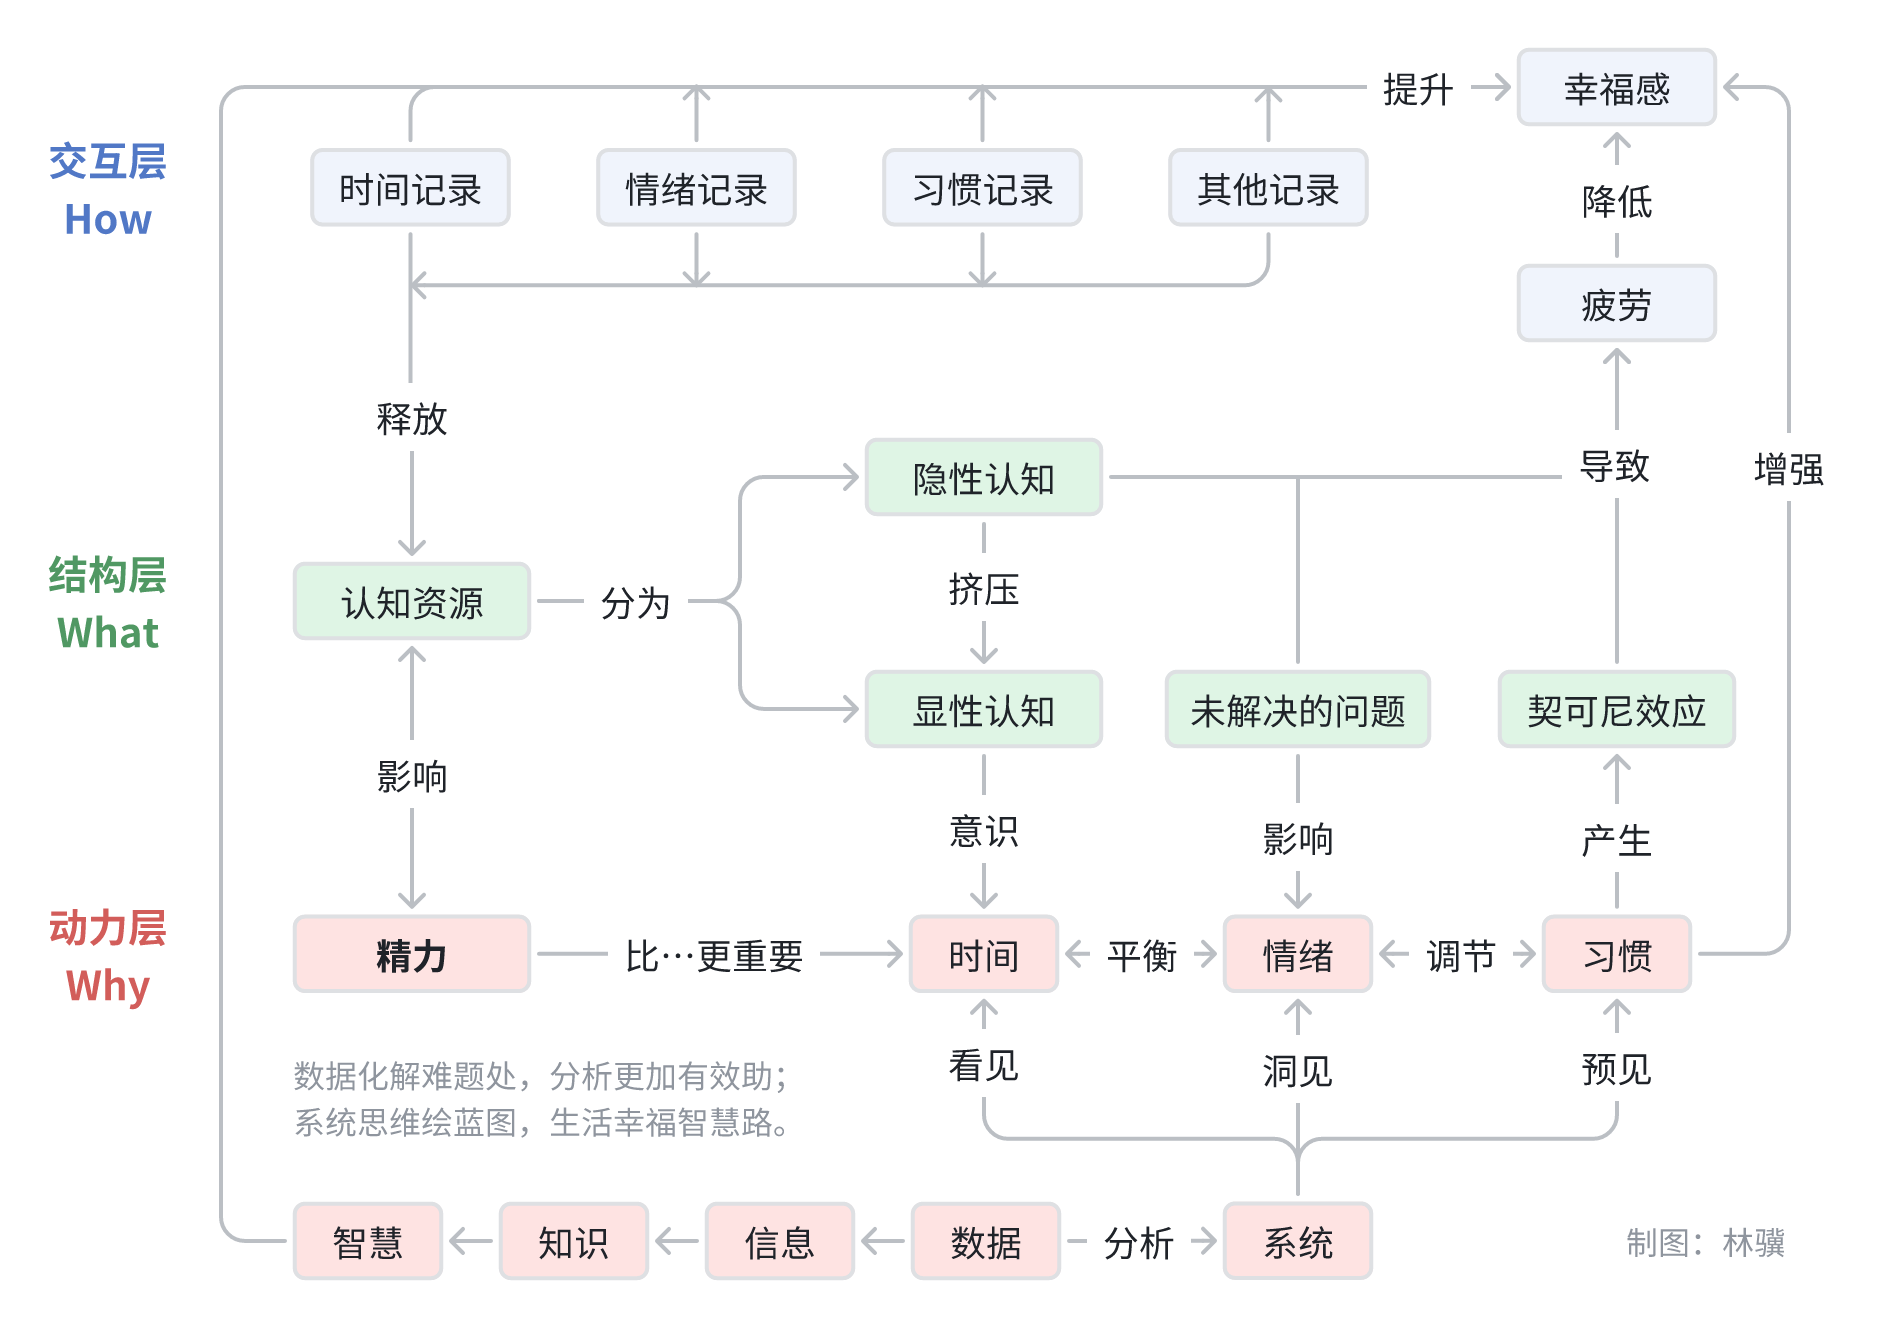 提升
幸福感
交互层
How
时间记录
情绪记录
习惯记录
其他记录
降低
疲劳
释放
隐性认知
导致
增强
结构层
What
认知资源
分为
挤压
显性认知
未解决的问题
契可尼效应
影响
意识
影响
产生
动力层
Why
精力
比…更重要
时间
平衡
情绪
调节
习惯
看见
洞见
预见
数据化解难题处，分析更加有效助；
系统思维绘蓝图，生活幸福智慧路。
智慧
知识
信息
数据
分析
系统
制图：林骥